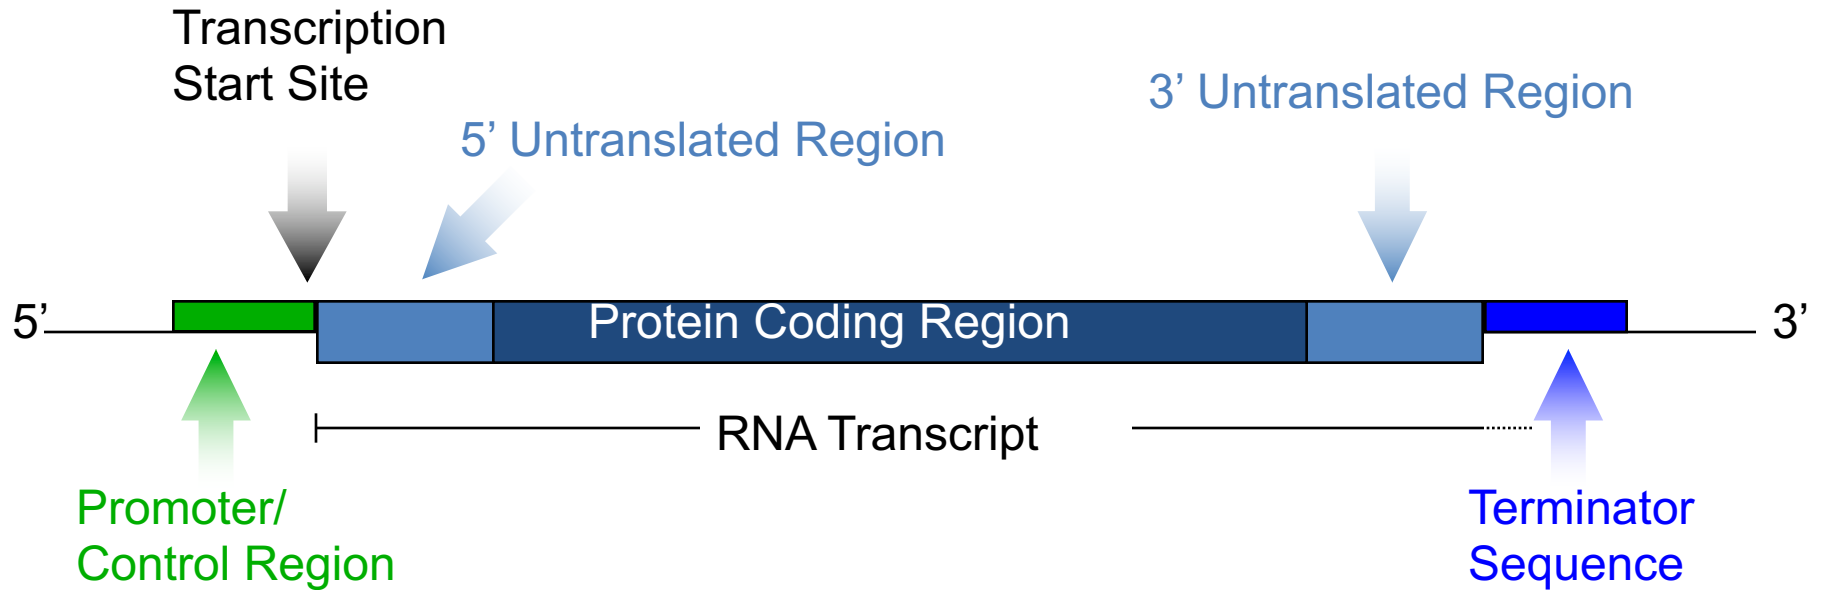 Transcription
Start Site
3’ Untranslated Region
5’ Untranslated Region
5’
Protein Coding Region
3’
RNA Transcript
Promoter/
Control Region
Terminator
Sequence